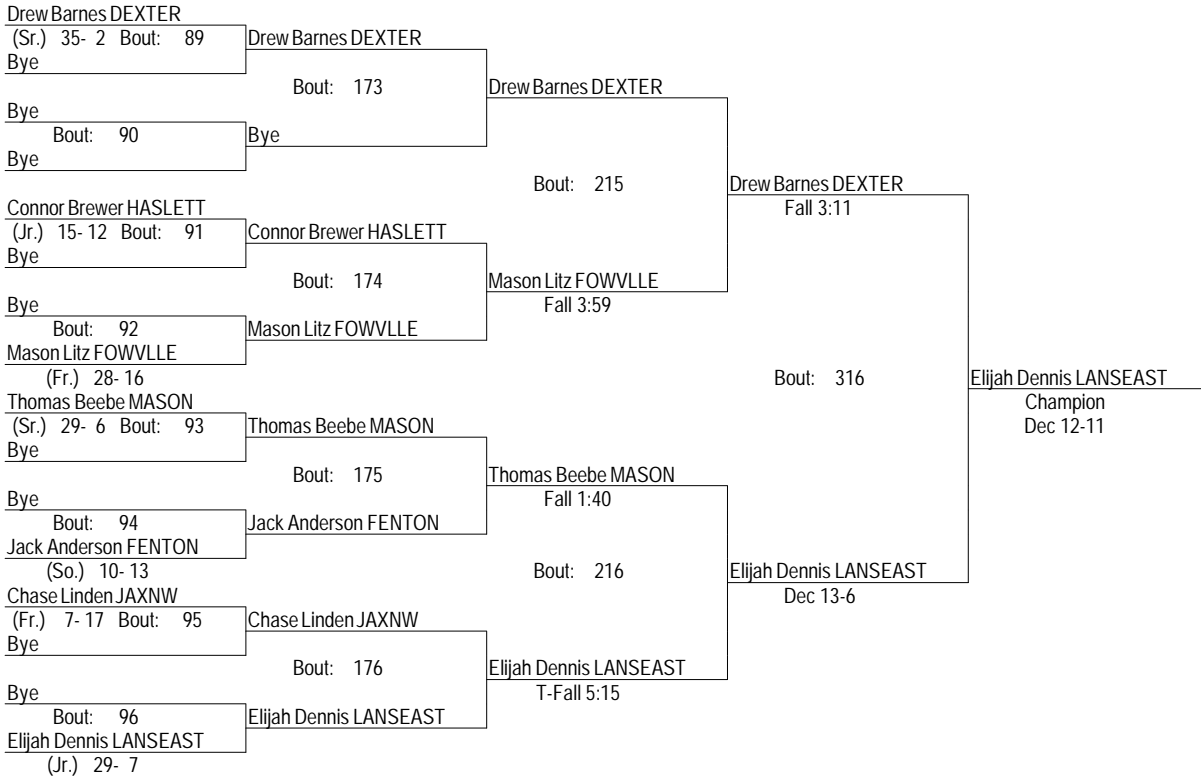 Drew Barnes DEXTER
(Sr.) 35- 2 Bout: 89
Drew Barnes DEXTER
Bye
Bout: 173
Drew Barnes DEXTER
Bye
Bout: 90
Bye
Bye
Bout: 215
Drew Barnes DEXTER
Fall 3:11
Connor Brewer HASLETT
(Jr.) 15- 12 Bout: 91
Connor Brewer HASLETT
Bye
Bout: 174
Mason Litz FOWVLLE
Fall 3:59
Bye
Bout: 92
Mason Litz FOWVLLE
Mason Litz FOWVLLE
(Fr.) 28- 16
Bout: 316
Elijah Dennis LANSEAST
Champion
Dec 12-11
Thomas Beebe MASON
(Sr.) 29- 6 Bout: 93
Thomas Beebe MASON
Bye
Bout: 175
Thomas Beebe MASON
Fall 1:40
Bye
Bout: 94
Jack Anderson FENTON
Jack Anderson FENTON
(So.) 10- 13
Bout: 216
Elijah Dennis LANSEAST
Dec 13-6
Chase Linden JAXNW
(Fr.) 7- 17 Bout: 95
Chase Linden JAXNW
Bye
Bout: 176
Elijah Dennis LANSEAST
T-Fall 5:15
Bye
Bout: 96
Elijah Dennis LANSEAST
Elijah Dennis LANSEAST
(Jr.) 29- 7